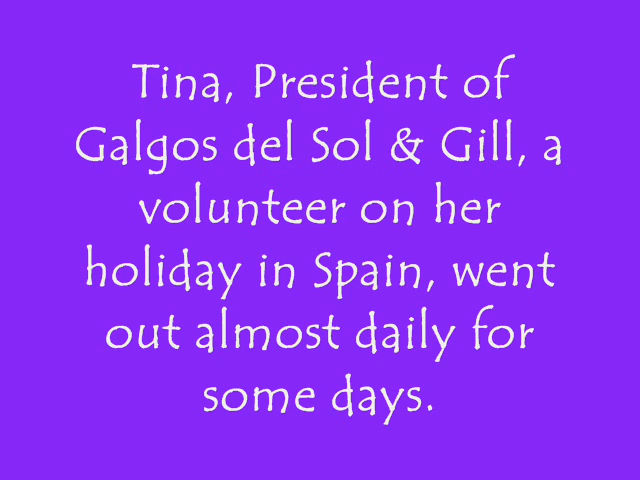 Tina, President of
Galgos del Sol & Gill, a
volunteer on her
holiday in Spain, went
out almost daily for
some days.